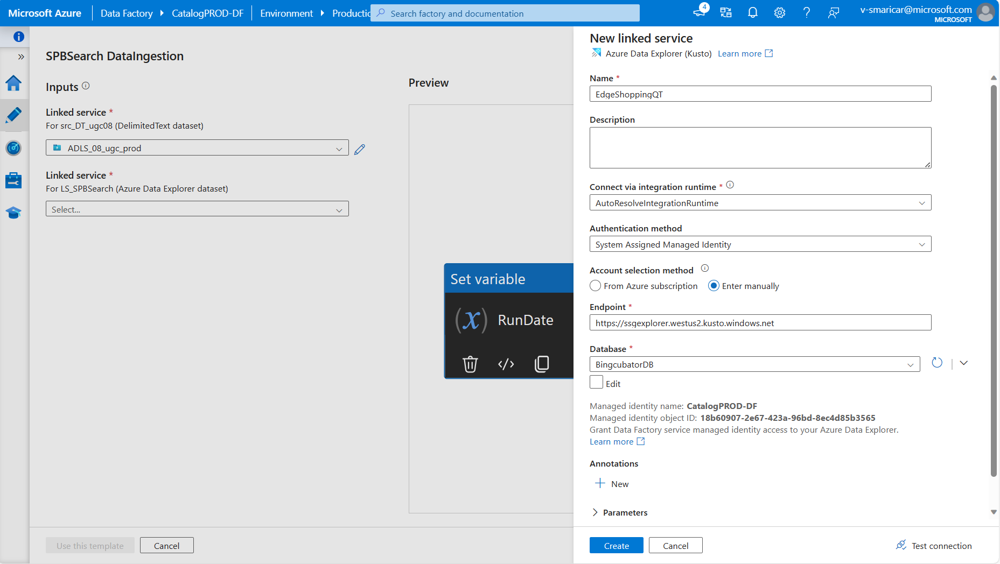 Microsoft Azure
Data Factory
CatalogPROD-DF
Environment
Productio
Search factory and documentation
4
v-smaricar@microsoft.com
MICROSOFT
SPBSearch DataIngestion
Inputs
Linked service *
For src_DT_ugc08 (DelimitedText dataset)
ADLS_08_ugc_prod
Linked service *
For LS_SPBSearch (Azure Data Explorer dataset)
Select...
Use this template
Cancel
Preview
Set variable
(x)
RunDate
</>
New linked service
Azure Data Explorer (Kusto) Learn more
Name *
EdgeShoppingQT
Description
Connect via integration runtime *
AutoResolveIntegrationRuntime
Authentication method
System Assigned Managed Identity
Account selection method
From Azure subscription
Enter manually
Endpoint *
https://ssgexplorer.westus2.kusto.windows.net
Database *
BingcubatorDB
Edit
Managed identity name: CatalogPROD-DF
Managed identity object ID: 18b60907-2e67-423a-96bd-8ec4d85b3565
Grant Data Factory service managed identity access to your Azure Data Explorer.
Learn more
Annotations
New
Parameters
Create
Cancel
Test connection